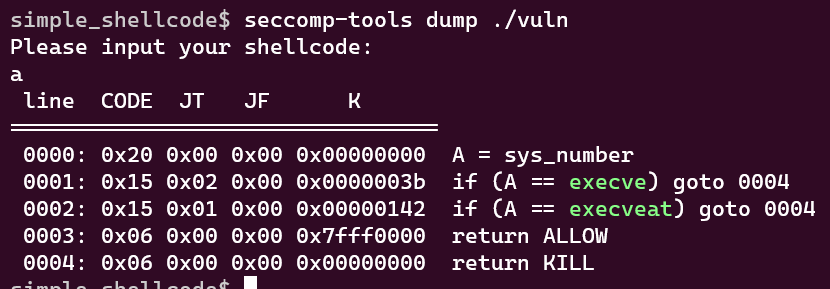 simple_shellcode$ seccomp-tools dump ./vuln
Please input your shellcode:
a
 line  CODE  JT   JF      K
=================================
 0000: 0x20 0x00 0x00 0x00000000  A = sys_number
 0001: 0x15 0x02 0x00 0x0000003b  if (A == execve) goto 0004
 0002: 0x15 0x01 0x00 0x00000142  if (A == execveat) goto 0004
 0003: 0x06 0x00 0x00 0x7fff0000  return ALLOW
 0004: 0x06 0x00 0x00 0x00000000  return KILL
simple_shellcode$